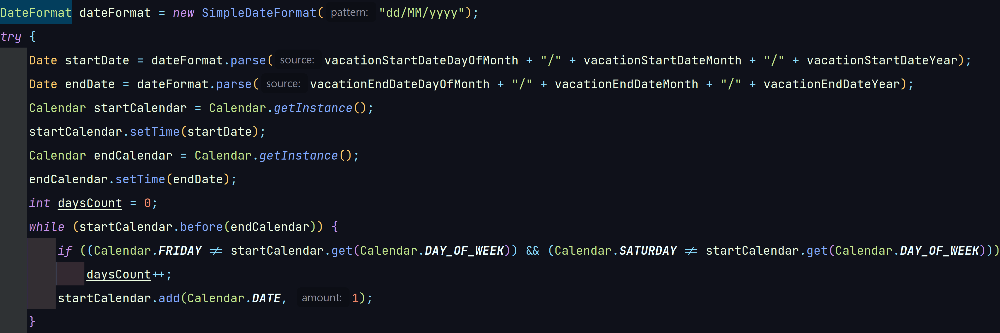 DateFormat dateFormat = new SimpleDateFormat( pattern: "dd/MM/yyyy");
try {
Date startDate = dateFormat.parse( source: vacationStartDateDayOfMonth + "/" + vacationStartDateMonth + "/" + vacationStartDateYear);
Date endDate = dateFormat.parse( source: vacationEndDateDayOfMonth + "/" + vacationEndDateMonth + "/" + vacationEndDateYear);
Calendar startCalendar = Calendar.getInstance();
startCalendar.setTime(startDate);
Calendar endCalendar = Calendar.getInstance();
endCalendar.setTime(endDate);
int daysCount = 0;
while (startCalendar.before(endCalendar)) {
if ((Calendar.FRIDAY ≠ startCalendar.get(Calendar.DAY_OF_WEEK)) && (Calendar.SATURDAY ≠ startCalendar.get(Calendar.DAY_OF_WEEK)))
daysCount++;
startCalendar.add(Calendar.DATE, amount: 1);
}